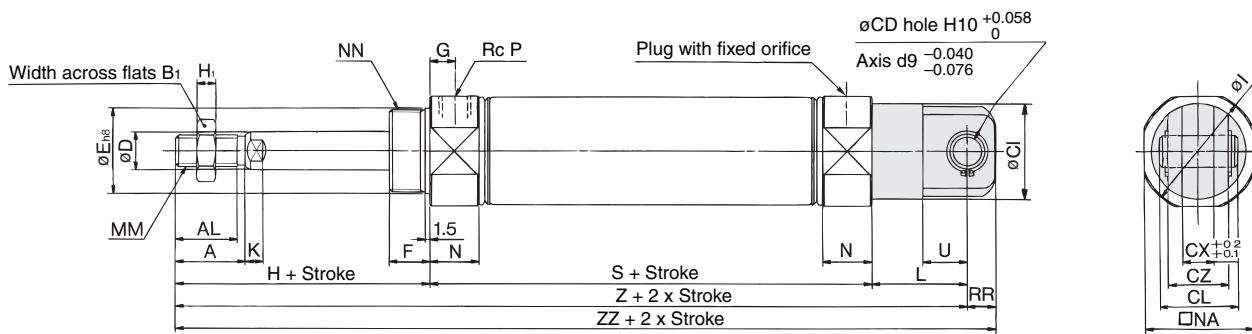 øCD hole H10 +0.058 0
NN
G
Rc P
Plug with fixed orifice
Axis d9 −0.040 −0.076
Width across flats B1
H1
øI
øEh8
øD
øCI
MM
AL
1.5
A
K
F
N
N
U
CX +0.2 +0.1
H + Stroke
S + Stroke
L
CZ
Z + 2 x Stroke
RR
CL
ZZ + 2 x Stroke
□NA